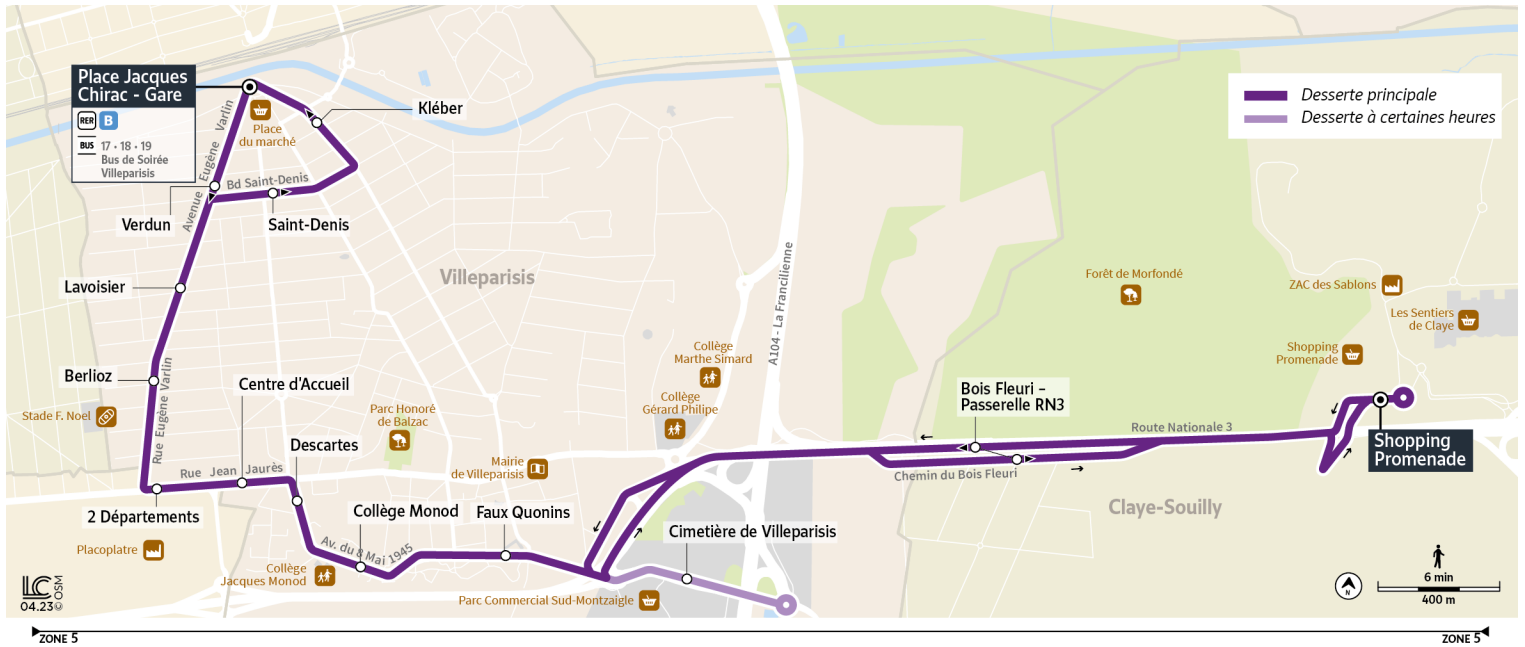 Place Jacques
Chirac - Gare
RER B
BUS 17 • 18 • 19
Bus de Soirée
Villeparisis
Place
du marché
Kléber
Avenue Eugène Varlin
Bd Saint-Denis
Verdun
Saint-Denis
Lavoisier
Villeparisis
Berlioz
Stade F. Noel
Rue Eugène Varlin
Centre d'Accueil
Parc Honoré
de Balzac
Descartes
Rue Jean Jaurès
2 Départements
Placoplatre
Collège Monod
Faux Quonins
Av. du 8 Mai 1945
Collège
Jacques Monod
Mairie
de Villeparisis
Collège
Marthe Simard
Collège
Gérard Philipe
A104 - La Francilienne
Cimetière de Villeparisis
Parc Commercial Sud-Montzaigle
Bois Fleuri –
Passerelle RN3
Chemin du Bois Fleuri
Route Nationale 3
Forêt de Morfondé
Claye-Souilly
ZAC des Sablons
Les Sentiers
de Claye
Shopping
Promenade
Shopping
Promenade
Desserte principale
Desserte à certaines heures
N
6 min
400 m
LC
04.23 © OSM
ZONE 5
ZONE 5